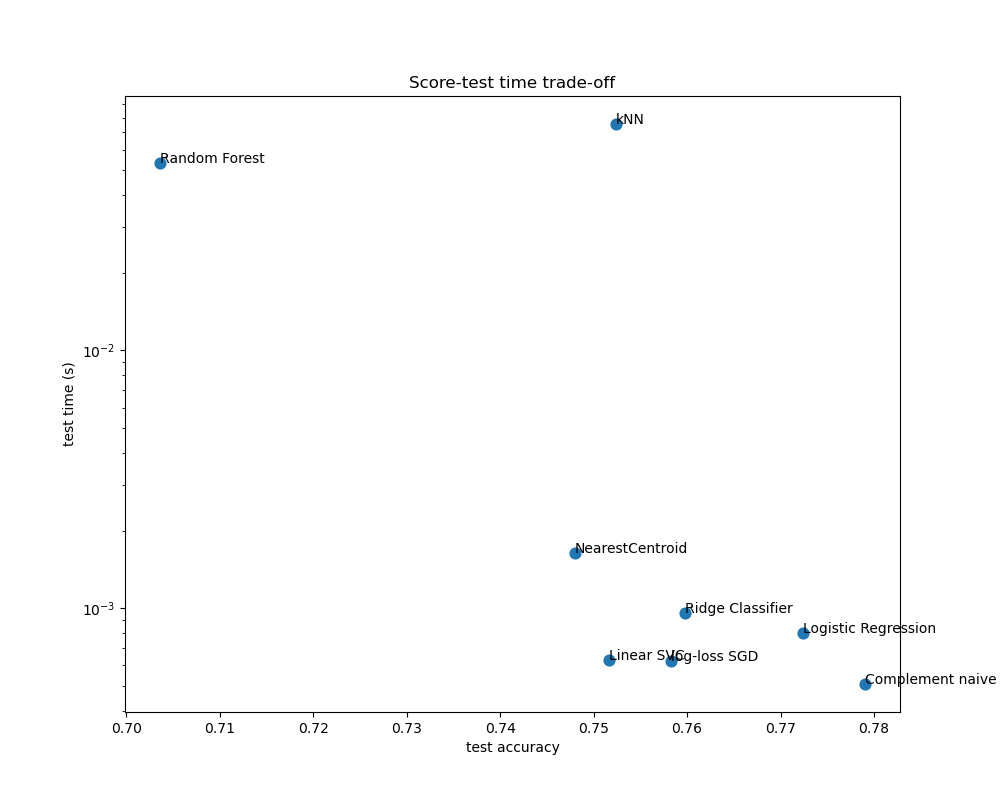 Score-test time trade-off
kNN
Random Forest
10⁻²
test time (s)
NearestCentroid
10⁻³
Ridge Classifier
Logistic Regression
Linear SVC
log-loss SGD
Complement naive
0.70 0.71 0.72 0.73 0.74 0.75 0.76 0.77 0.78
test accuracy